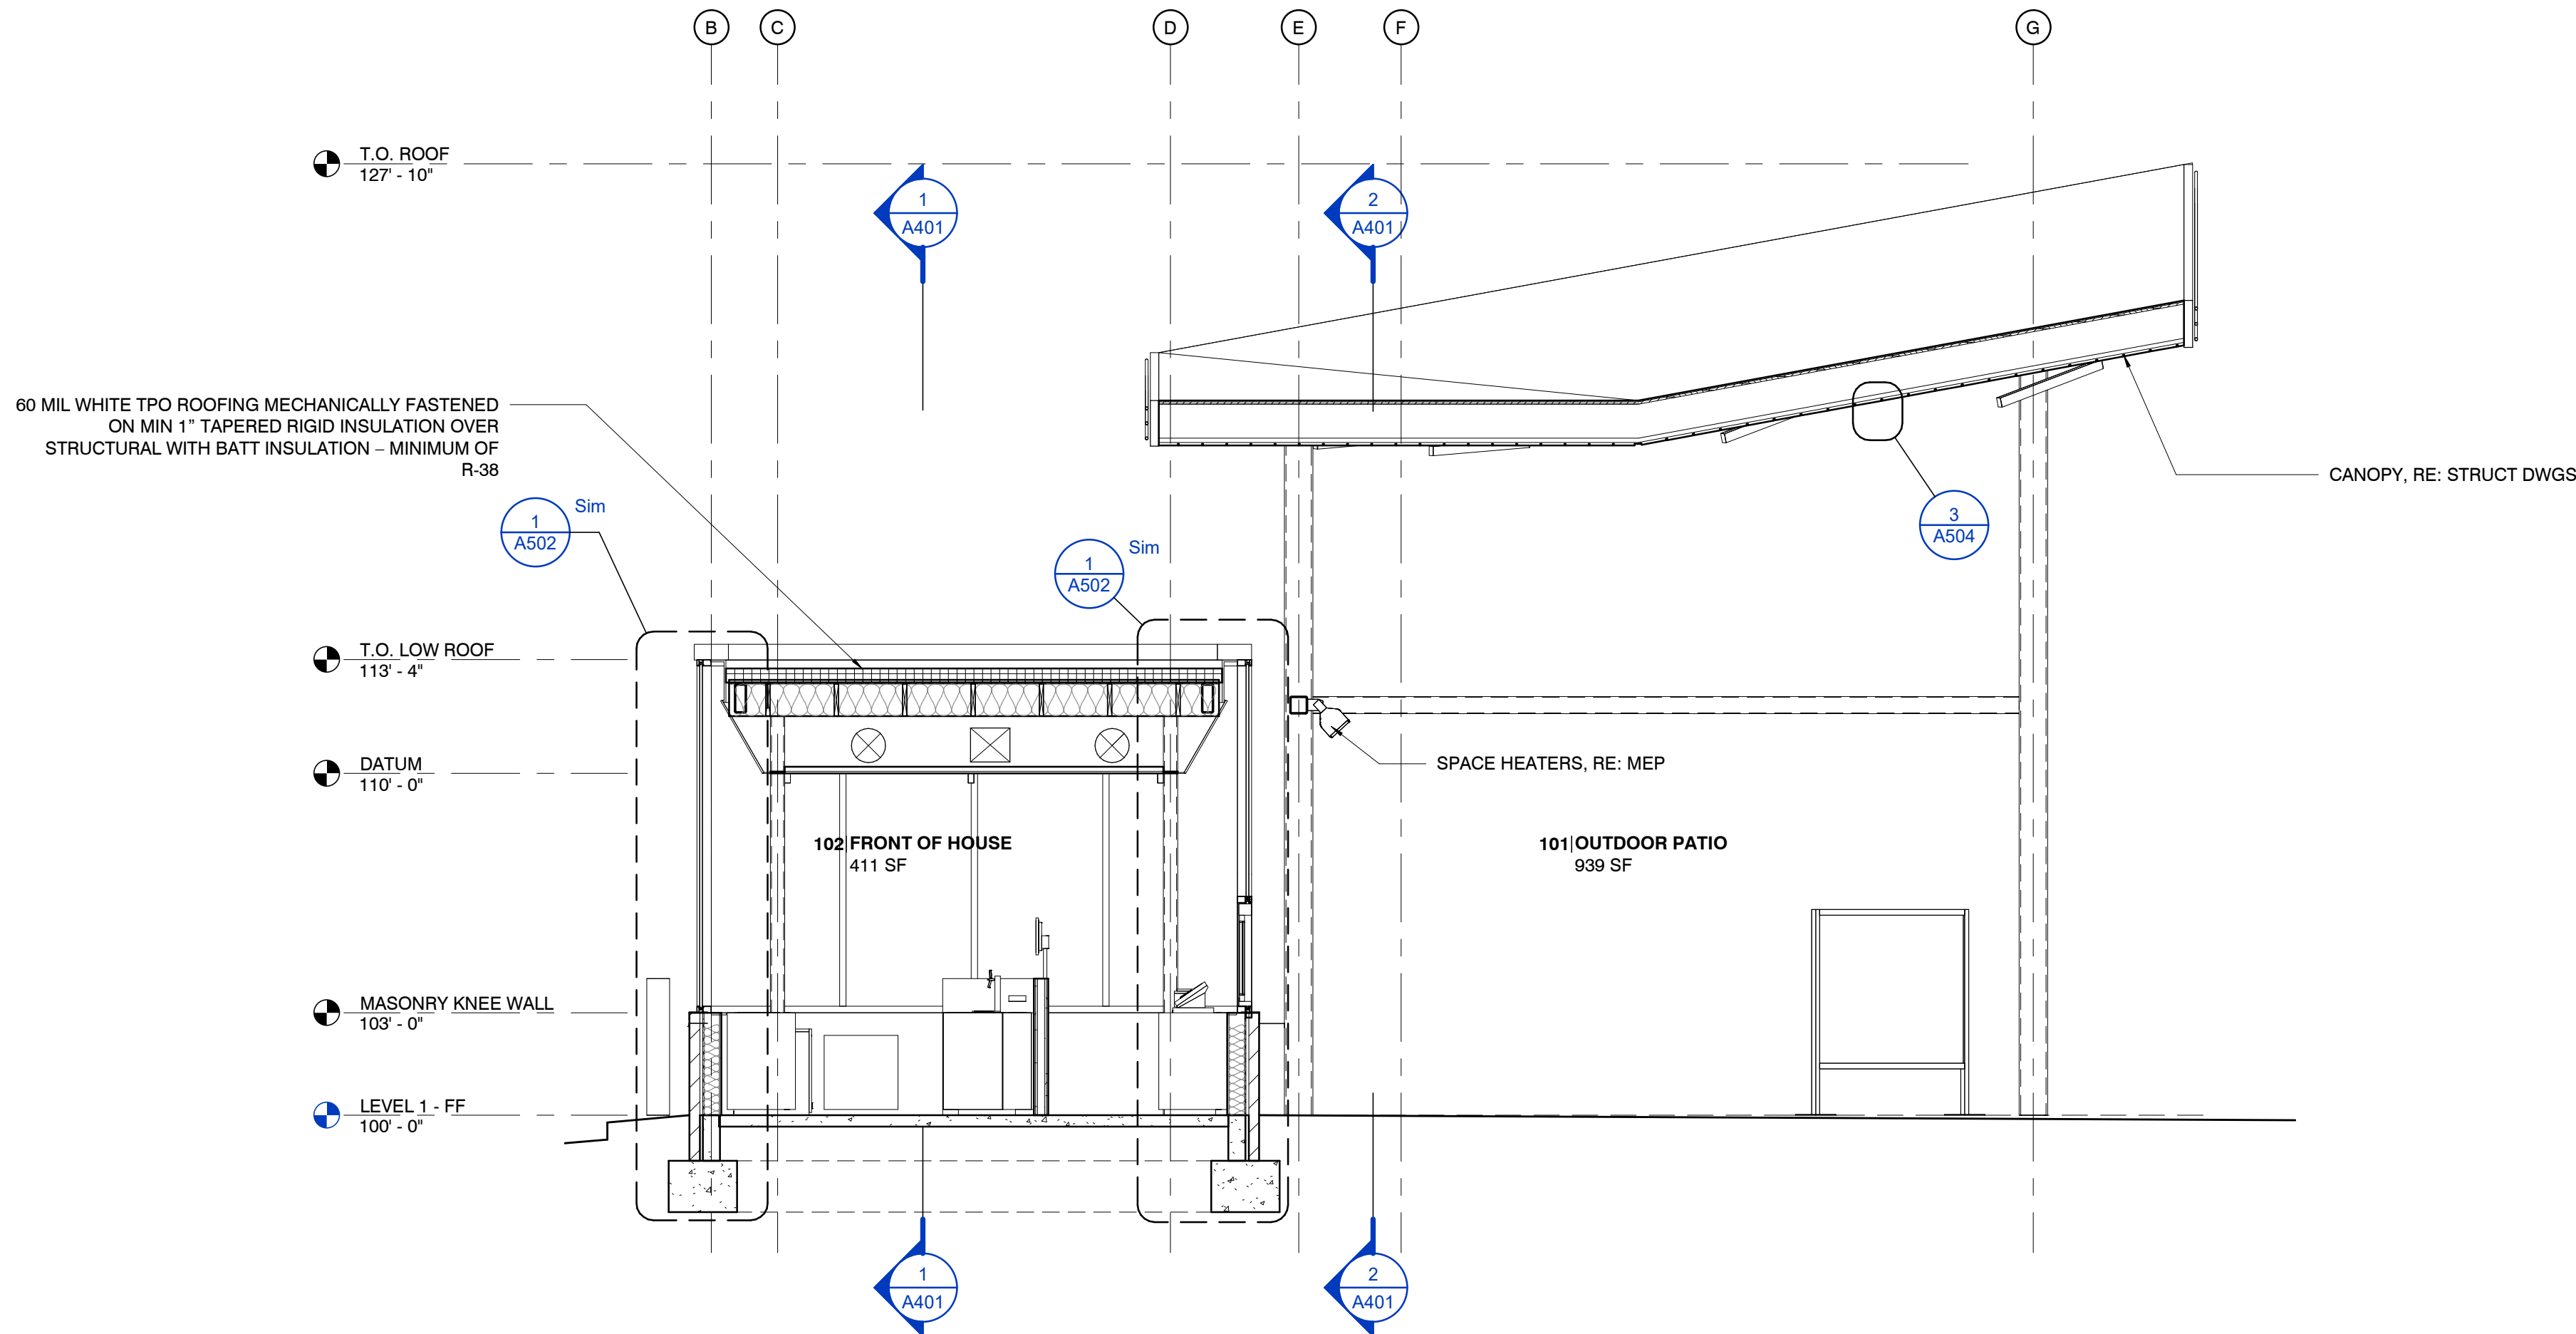 B
C
D
E
F
G
T.O. ROOF
127' - 10"
1
A401
2
A401
60 MIL WHITE TPO ROOFING MECHANICALLY FASTENED
ON MIN 1” TAPERED RIGID INSULATION OVER
STRUCTURAL WITH BATT INSULATION – MINIMUM OF
R-38
CANOPY, RE: STRUCT DWGS
1
A502
Sim
1
A502
Sim
3
A504
T.O. LOW ROOF
113' - 4"
DATUM
110' - 0"
SPACE HEATERS, RE: MEP
102 FRONT OF HOUSE
411 SF
101 OUTDOOR PATIO
939 SF
MASONRY KNEE WALL
103' - 0"
LEVEL 1 - FF
100' - 0"
1
A401
2
A401